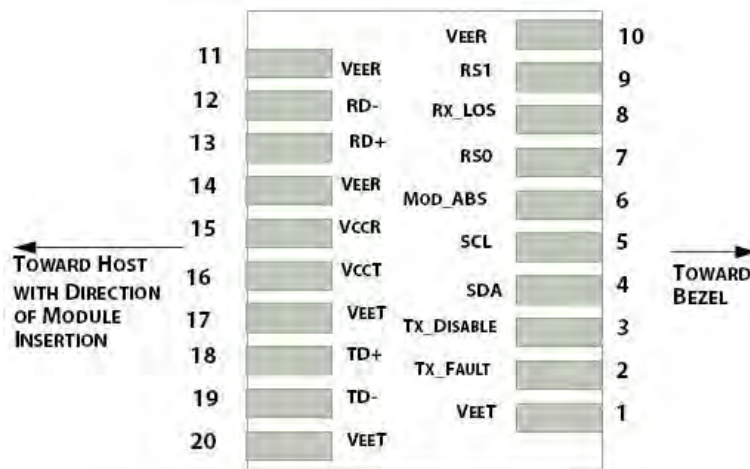 VEER 10
11 VEER
RS1 9
12 RD-
RX_LOS 8
13 RD+
RS0 7
14 VEER
MOD_ABS 6
15 VCCR
SCL 5
TOWARD HOST
WITH DIRECTION
OF MODULE
INSERTION
16 VCCT
SDA 4
TOWARD
BEZEL
17 VEET
TX_DISABLE 3
18 TD+
TX_FAULT 2
19 TD-
VEET 1
20 VEET